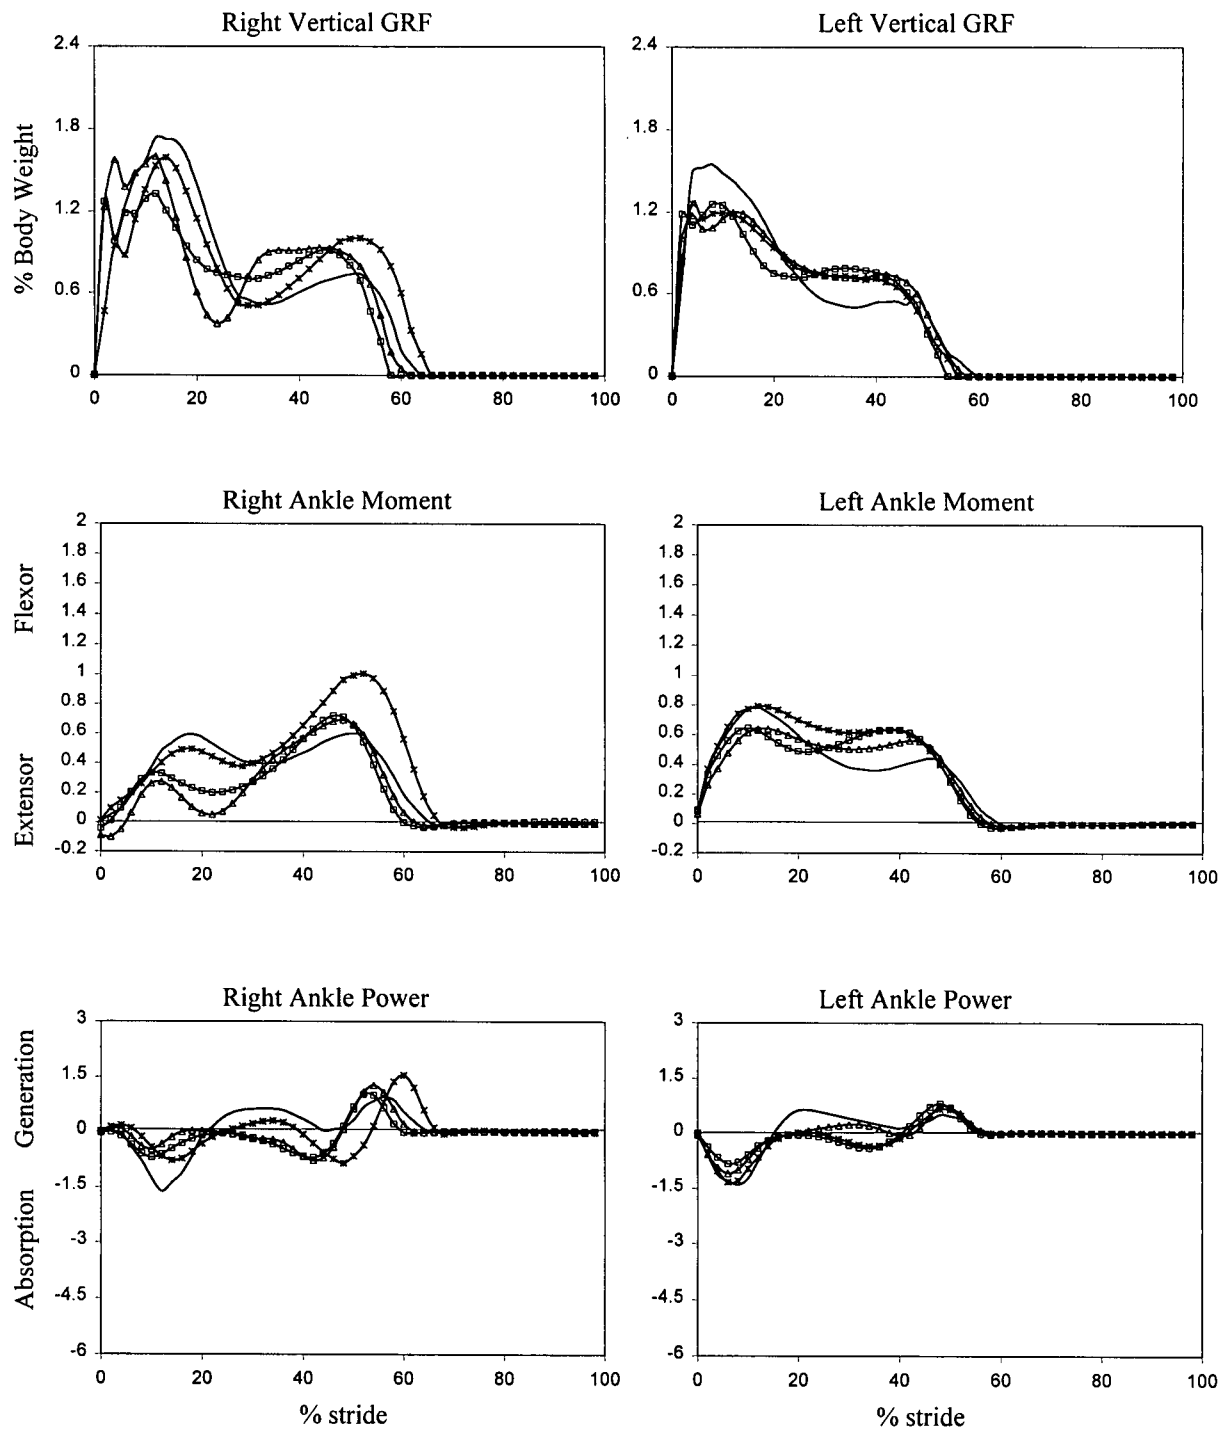 Right Vertical GRF
Left Vertical GRF
% Body Weight
2.4
1.8
1.2
0.6
0
0 20 40 60 80 100
2.4
1.8
1.2
0.6
0
0 20 40 60 80 100
Right Ankle Moment
Left Ankle Moment
Flexor
Extensor
2
1.8
1.6
1.4
1.2
1
0.8
0.6
0.4
0.2
0
-0.2
0 20 40 60 80 100
2
1.8
1.6
1.4
1.2
1
0.8
0.6
0.4
0.2
0
-0.2
0 20 40 60 80 100
Right Ankle Power
Left Ankle Power
Generation
Absorption
3
1.5
0
-1.5
-3
-4.5
-6
0 20 40 60 80 100
% stride
3
1.5
0
-1.5
-3
-4.5
-6
0 20 40 60 80 100
% stride